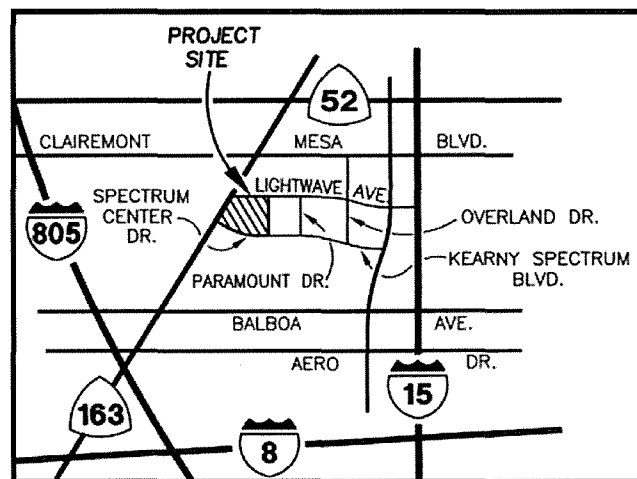 PROJECT
SITE
52
CLAIREMONT MESA BLVD.
LIGHTWAVE AVE.
SPECTRUM
CENTER
DR.
805
OVERLAND DR.
PARAMOUNT DR.
KEARNY SPECTRUM
BLVD.
BALBOA AVE.
AERO DR.
163
15
8